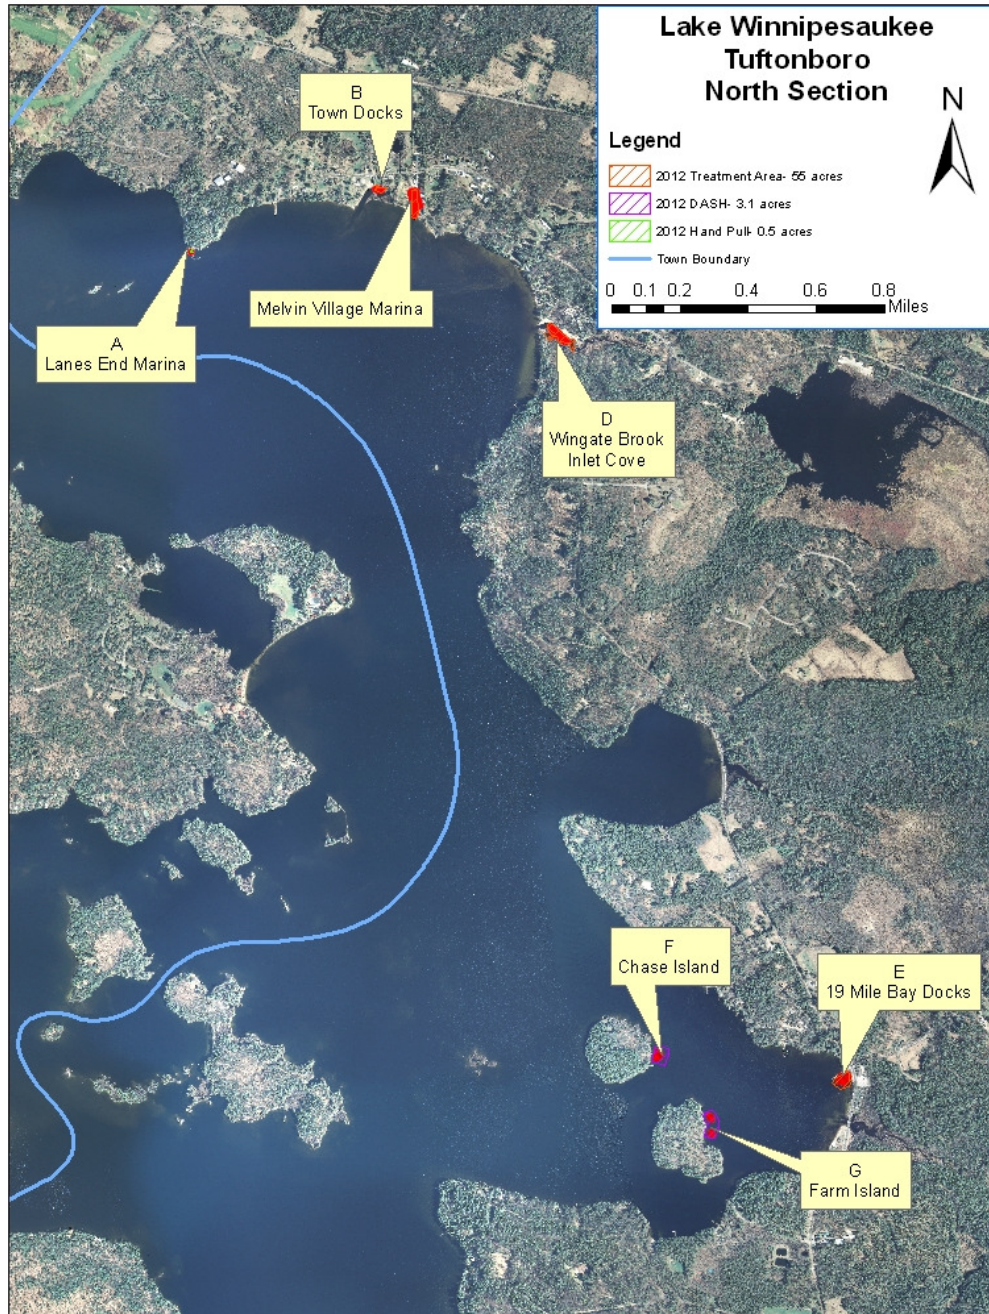 Lake Winnipesaukee
Tuftonboro
North Section
N
Legend
2012 Treatment Area- 55 acres
2012 DASH- 3.1 acres
2012 Hand Pull- 0.5 acres
Town Boundary
0 0.1 0.2 0.4 0.6 0.8
Miles
B
Town Docks
Melvin Village Marina
A
Lanes End Marina
D
Wingate Brook
Inlet Cove
F
Chase Island
E
19 Mile Bay Docks
G
Farm Island